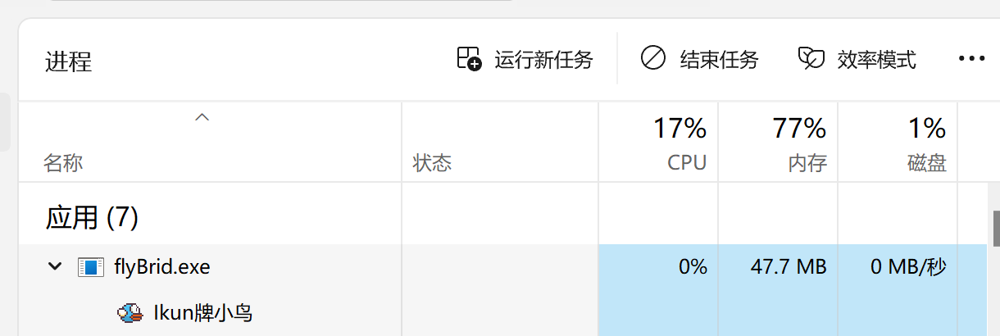 进程
运行新任务
结束任务
效率模式
17%
77%
1%
名称
状态
CPU
内存
磁盘
应用 (7)
flyBrid.exe
0%
47.7 MB
0 MB/秒
Ikun牌小鸟